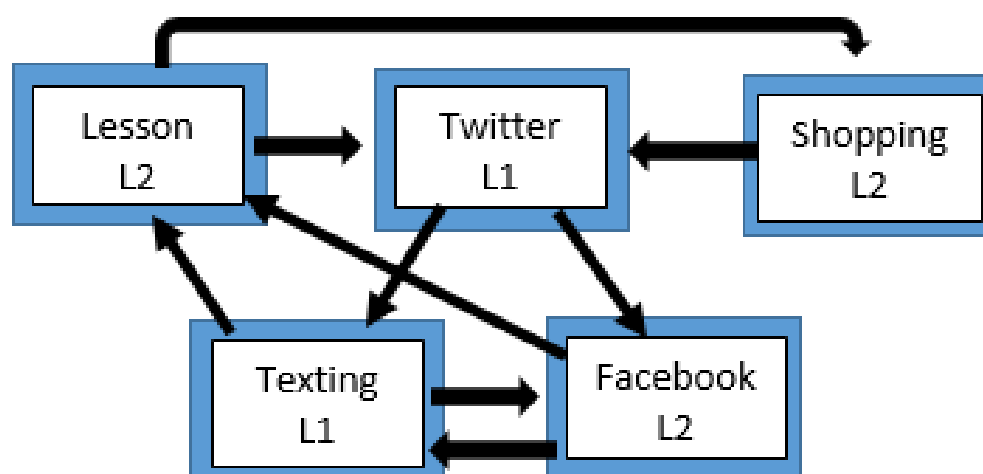 Lesson
L2
Twitter
L1
Shopping
L2
Texting
L1
Facebook
L2